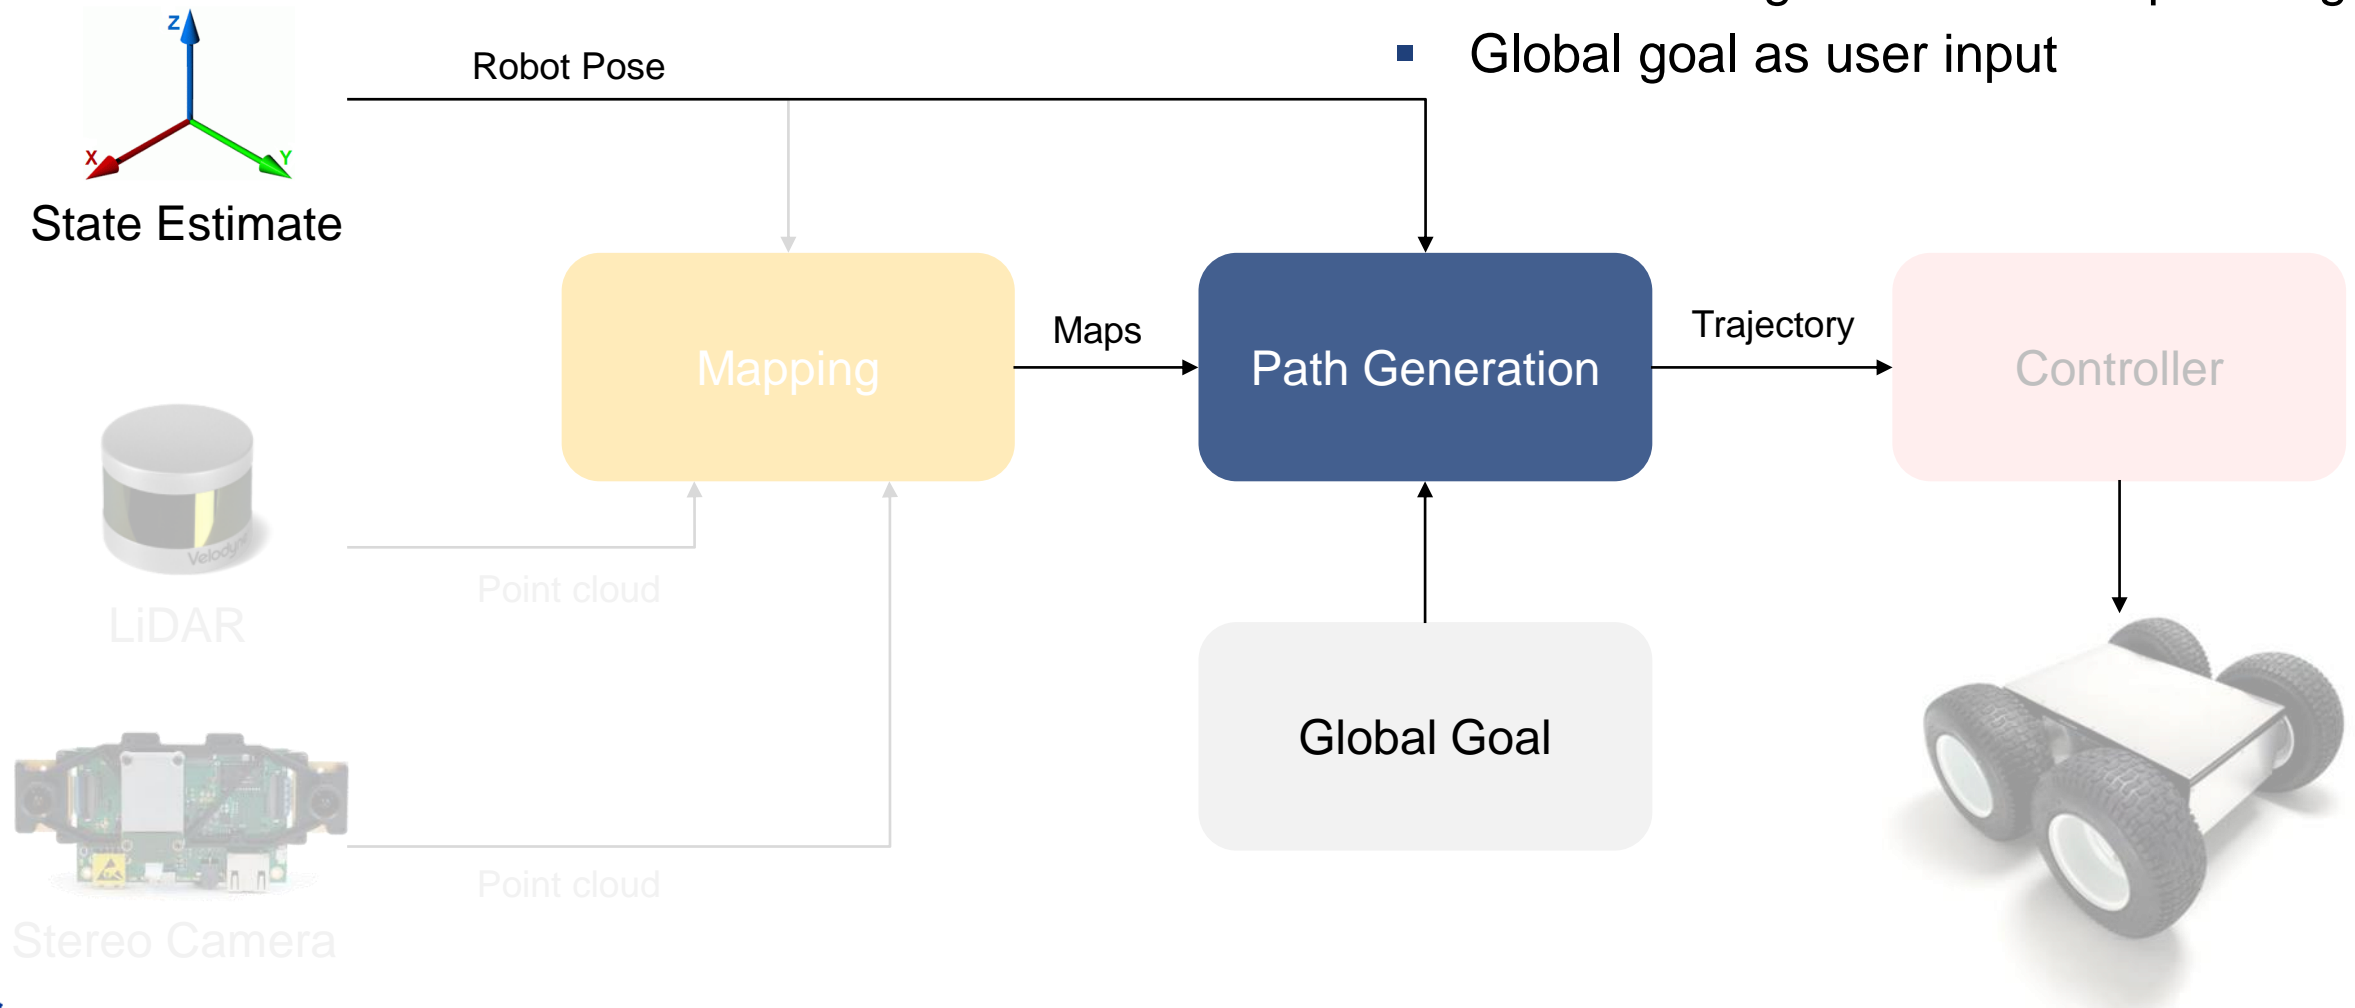 Z
Robot Pose
Global goal as user input
X
Y
State Estimate
Mapping
Maps
Path Generation
Trajectory
Controller
Velodyne
Point cloud
LiDAR
Global Goal
Point cloud
Stereo Camera